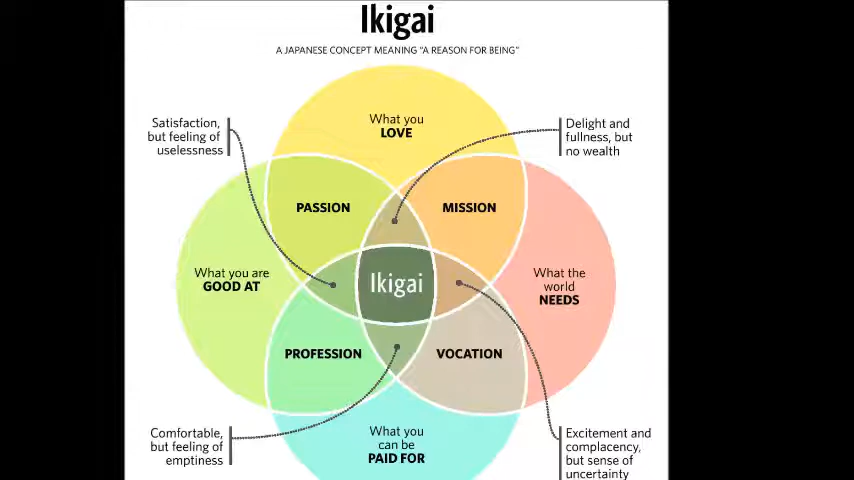 Ikigai
A JAPANESE CONCEPT MEANING "A REASON FOR BEING"
What you
LOVE
Satisfaction,
but feeling of
uselessness
Delight and
fullness, but
no wealth
PASSION
MISSION
What you are
GOOD AT
Ikigai
What the
world
NEEDS
PROFESSION
VOCATION
Comfortable,
but feeling of
emptiness
What you
can be
PAID FOR
Excitement and
complacency,
but sense of
uncertainty